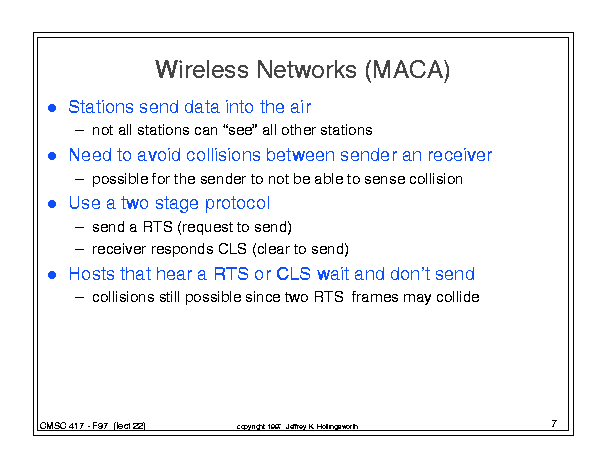 Wireless Networks (MACA)
● Stations send data into the air
– not all stations can “see” all other stations
● Need to avoid collisions between sender an receiver
– possible for the sender to not be able to sense collision
● Use a two stage protocol
– send a RTS (request to send)
– receiver responds CLS (clear to send)
● Hosts that hear a RTS or CLS wait and don’t send
– collisions still possible since two RTS frames may collide
CMSC 417 - F97 (lect 22)
copyright 1997 Jeffrey K. Hollingsworth
7